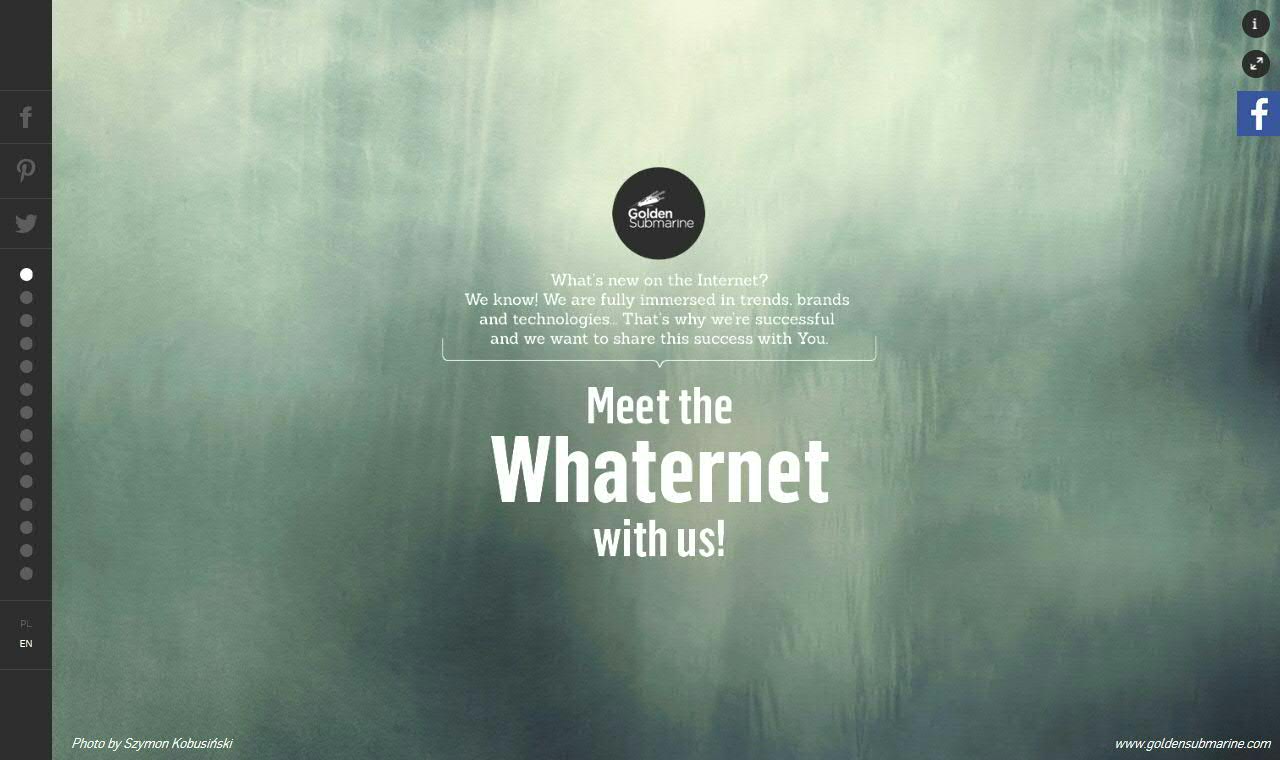 Golden
Submarine
What's new on the Internet?
We know! We are fully immersed in trends, brands
and technologies... That's why we're successful
and we want to share this success with You.
Meet the
Whaternet
with us!
PL
EN
Photo by Szymon Kobusiński
www.goldensubmarine.com